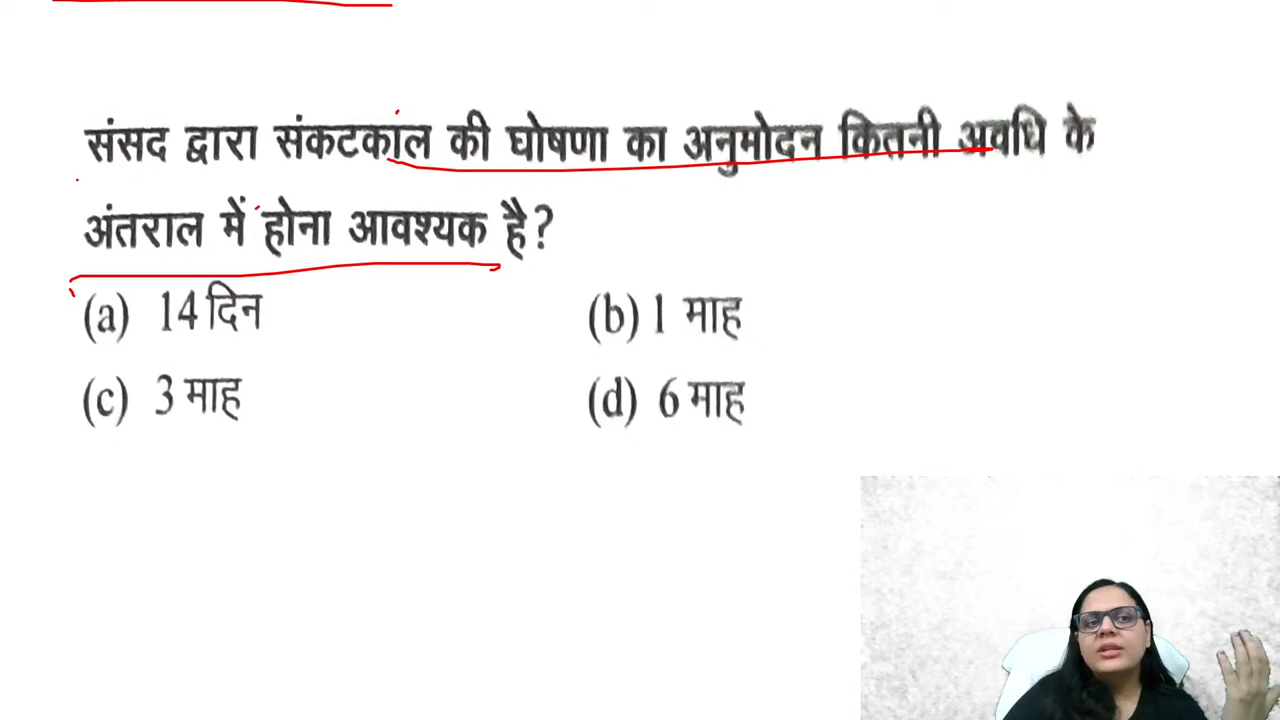 संसद द्वारा संकटकाल की घोषणा का अनुमोदन कितनी अवधि के
अंतराल में होना आवश्यक है?
(a) 14 दिन (b) 1 माह
(c) 3 माह (d) 6 माह